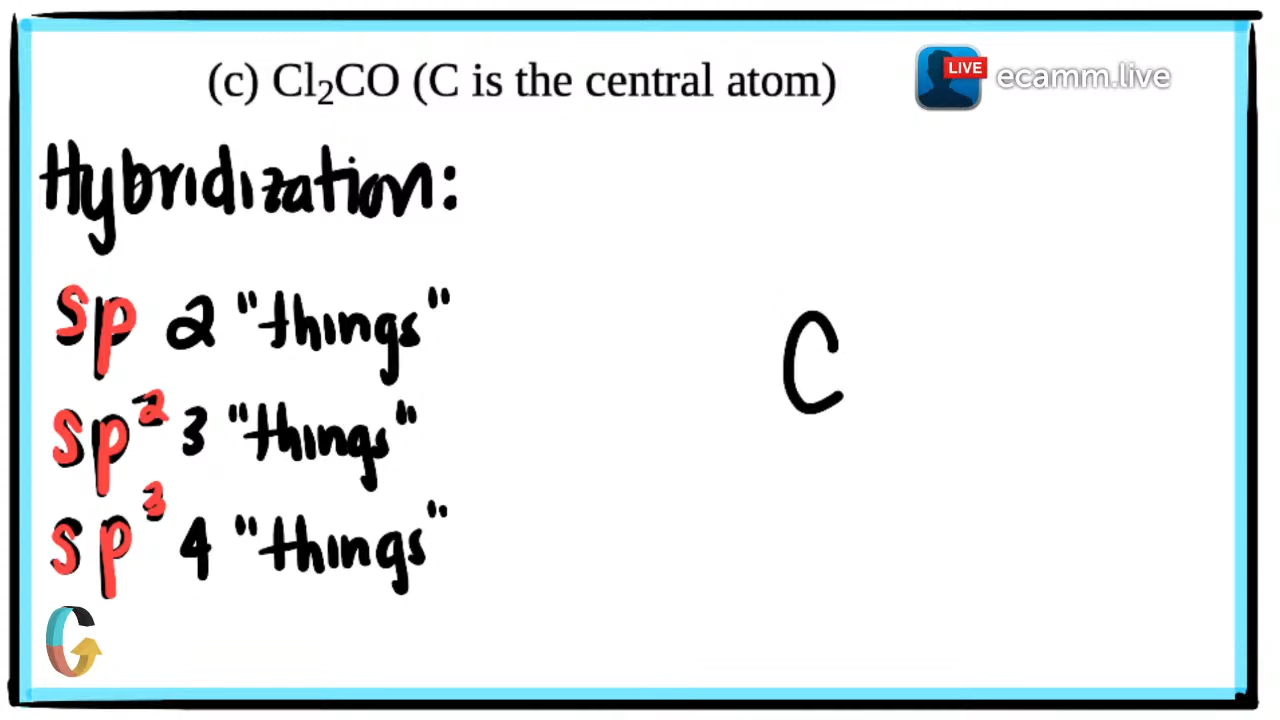 (c) Cl₂CO (C is the central atom)
LIVE ecamm.live
Hybridization:
sp 2 "things"
sp² 3 "things"
sp³ 4 "things"
C